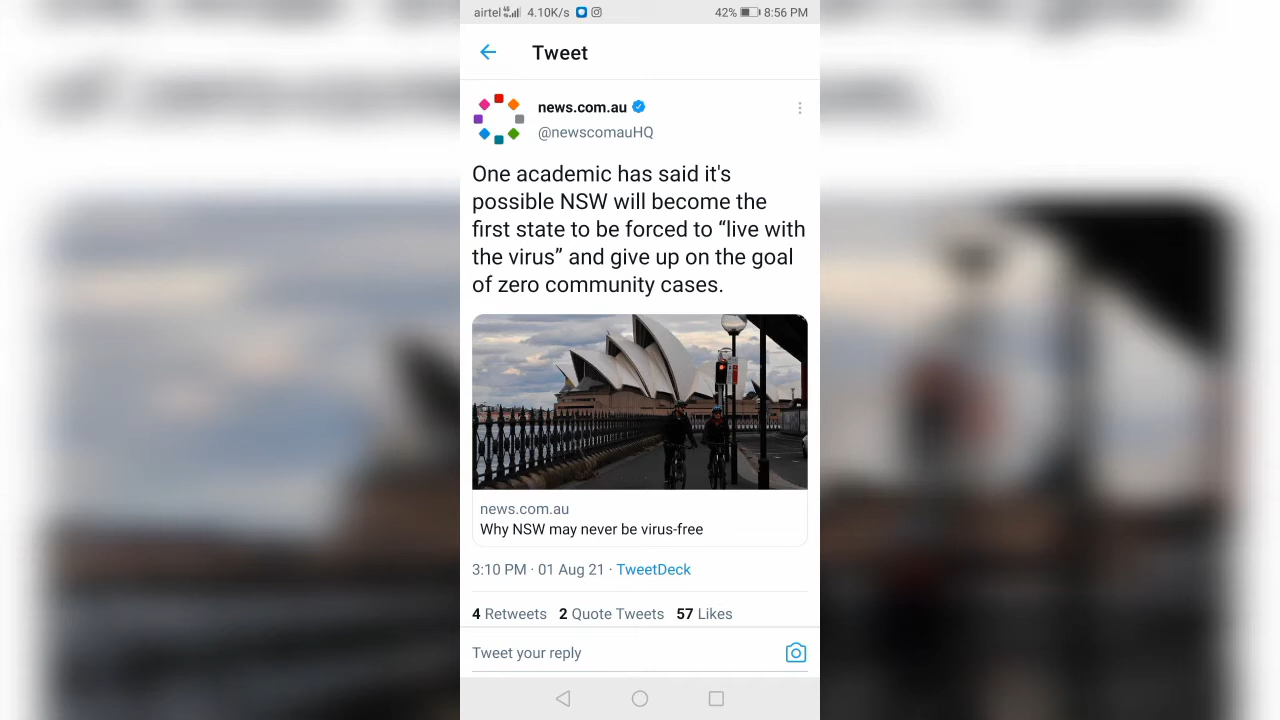 airtel 4.10K/s 42% 8:56 PM
Tweet
news.com.au
@newscomauHQ
One academic has said it's
possible NSW will become the
first state to be forced to “live with
the virus” and give up on the goal
of zero community cases.
news.com.au
Why NSW may never be virus-free
3:10 PM · 01 Aug 21 · TweetDeck
4 Retweets 2 Quote Tweets 57 Likes
Tweet your reply